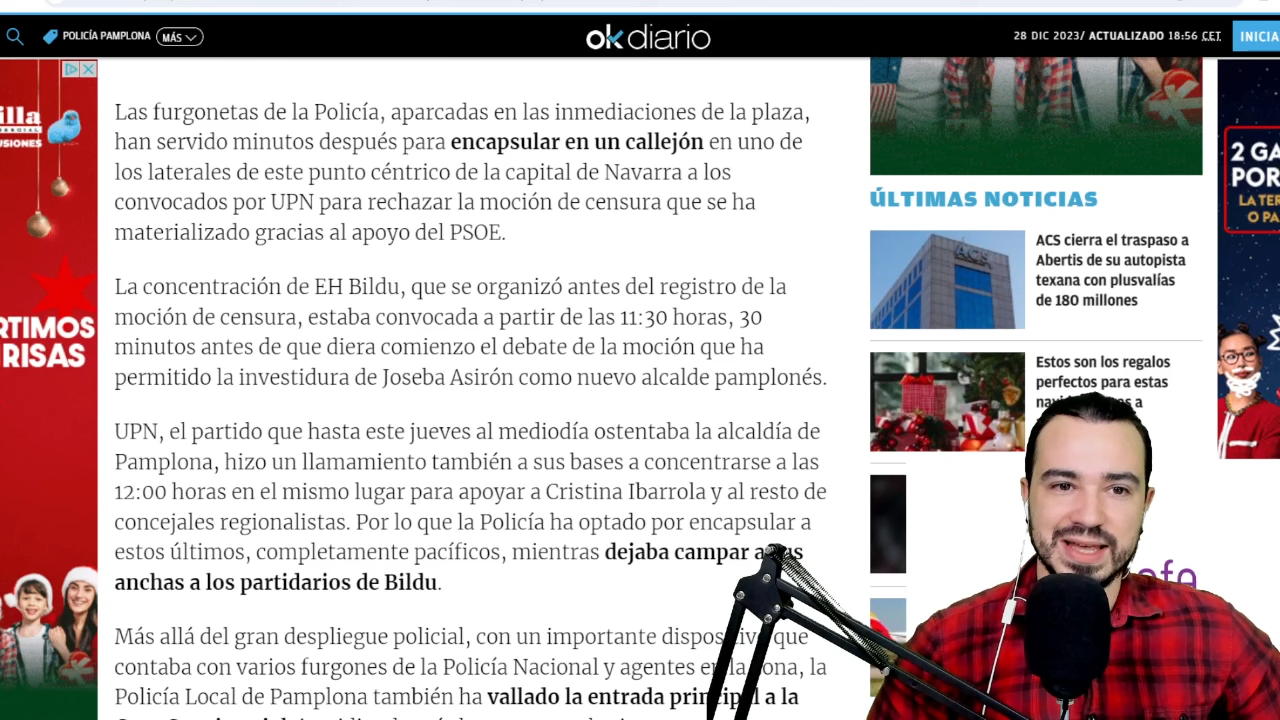 POLICÍA PAMPLONA
MÁS
okdiario
28 DIC 2023/ ACTUALIZADO 18:56 CET
INICIA
illa
Las furgonetas de la Policía, aparcadas en las inmediaciones de la plaza,
han servido minutos después para encapsular en un callejón en uno de
los laterales de este punto céntrico de la capital de Navarra a los
convocados por UPN para rechazar la moción de censura que se ha
materializado gracias al apoyo del PSOE.
La concentración de EH Bildu, que se organizó antes del registro de la
moción de censura, estaba convocada a partir de las 11:30 horas, 30
minutos antes de que diera comienzo el debate de la moción que ha
permitido la investidura de Joseba Asirón como nuevo alcalde pamplonés.
UPN, el partido que hasta este jueves al mediodía ostentaba la alcaldía de
Pamplona, hizo un llamamiento también a sus bases a concentrarse a las
12:00 horas en el mismo lugar para apoyar a Cristina Ibarrola y al resto de
concejales regionalistas. Por lo que la Policía ha optado por encapsular a
estos últimos, completamente pacíficos, mientras dejaba campar a
anchas a los partidarios de Bildu.
Más allá del gran despliegue policial, con un importante que
contaba con varios furgones de la Policía Nacional y agentes en la zona, la
Policía Local de Pamplona también ha vallado la entrada principal a la
RTIMOS
RISAS
ÚLTIMAS NOTICIAS
ACS
ACS cierra el traspaso a
Abertis de su autopista
texana con plusvalías
de 180 millones
Estos son los regalos
perfectos para estas
a
2 GA
POR
LA TER
O PA